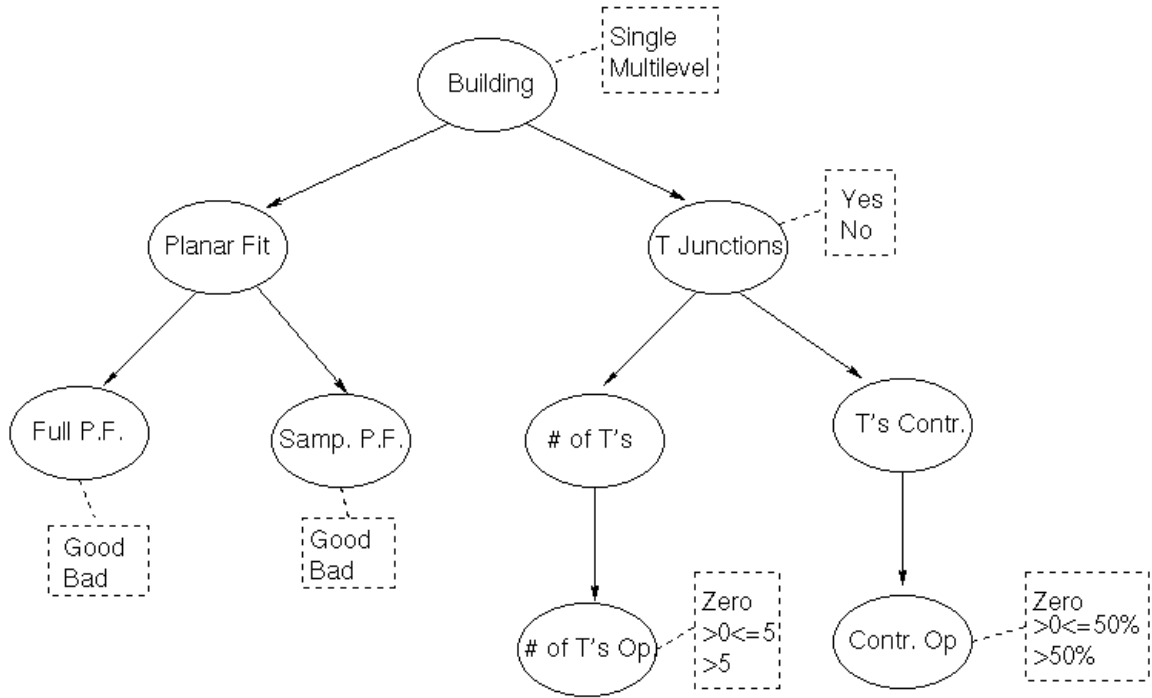 Building
Single
Multilevel
Planar Fit
T Junctions
Yes
No
Full P.F.
Samp. P.F.
# of T's
T's Contr.
Good
Bad
Good
Bad
# of T's Op
Zero
>0<=5
>5
Contr. Op
Zero
>0<=50%
>50%